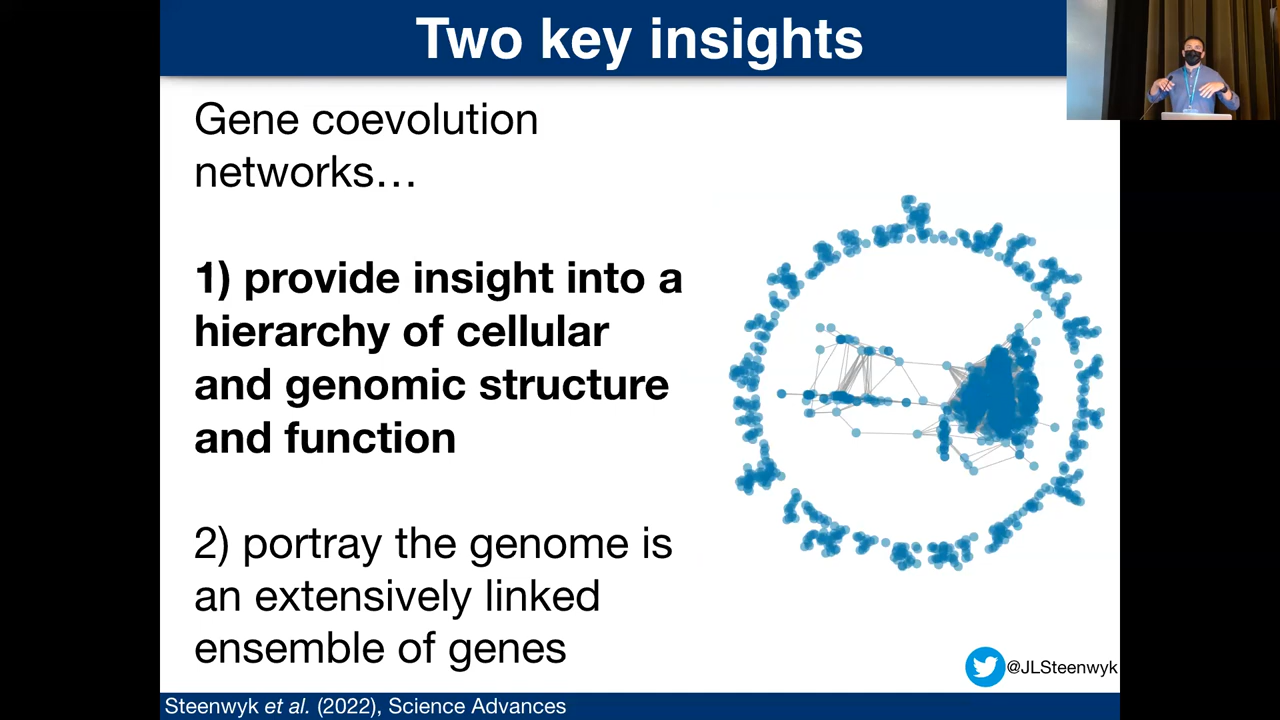 Two key insights
Gene coevolution
networks…
1) provide insight into a
hierarchy of cellular
and genomic structure
and function
2) portray the genome is
an extensively linked
ensemble of genes
@JLSteenwyk
Steenwyk et al. (2022), Science Advances